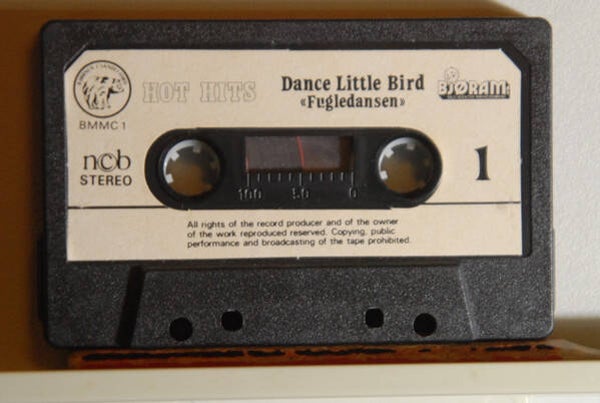 HOT HITS
Dance Little Bird
«Fugledansen»
BJØRAM
BMMC 1
ncb
STEREO
1
100 50 0
All rights of the record producer and of the owner
of the work reproduced reserved. Copying, public
performance and broadcasting of the tape prohibited.